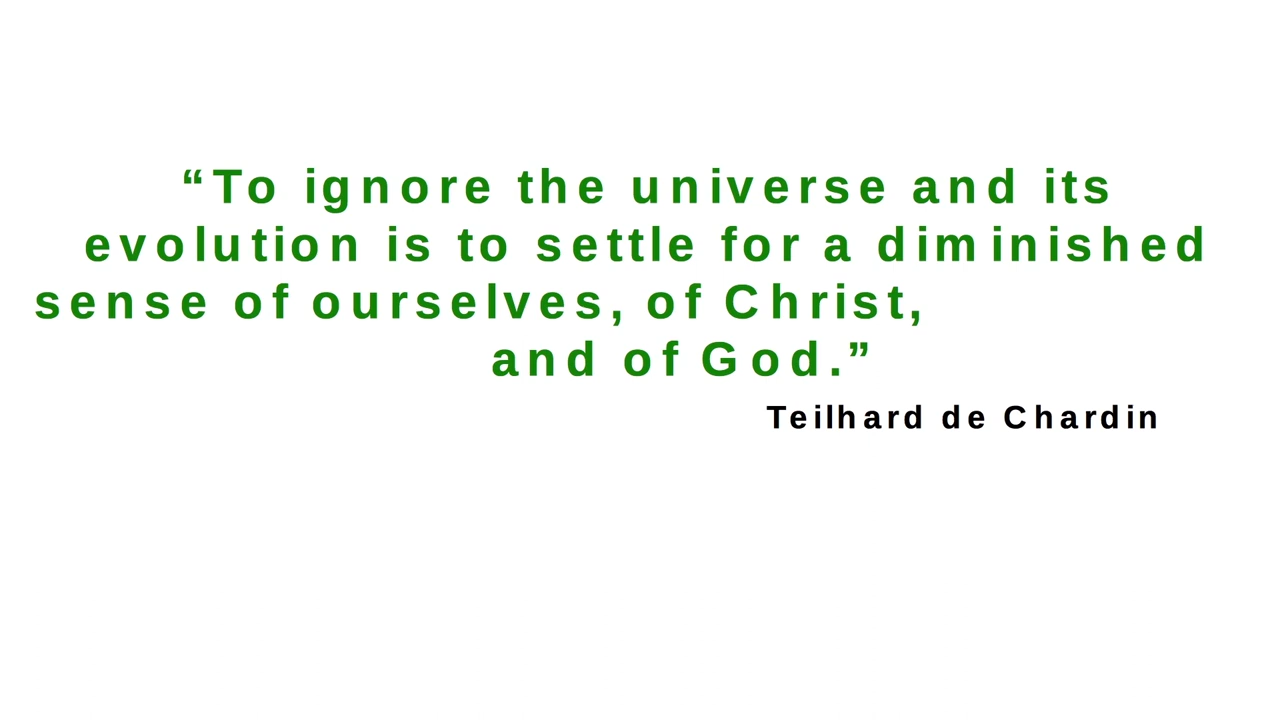 “To ignore the universe and its
evolution is to settle for a diminished
sense of ourselves, of Christ,
and of God.”
Teilhard de Chardin